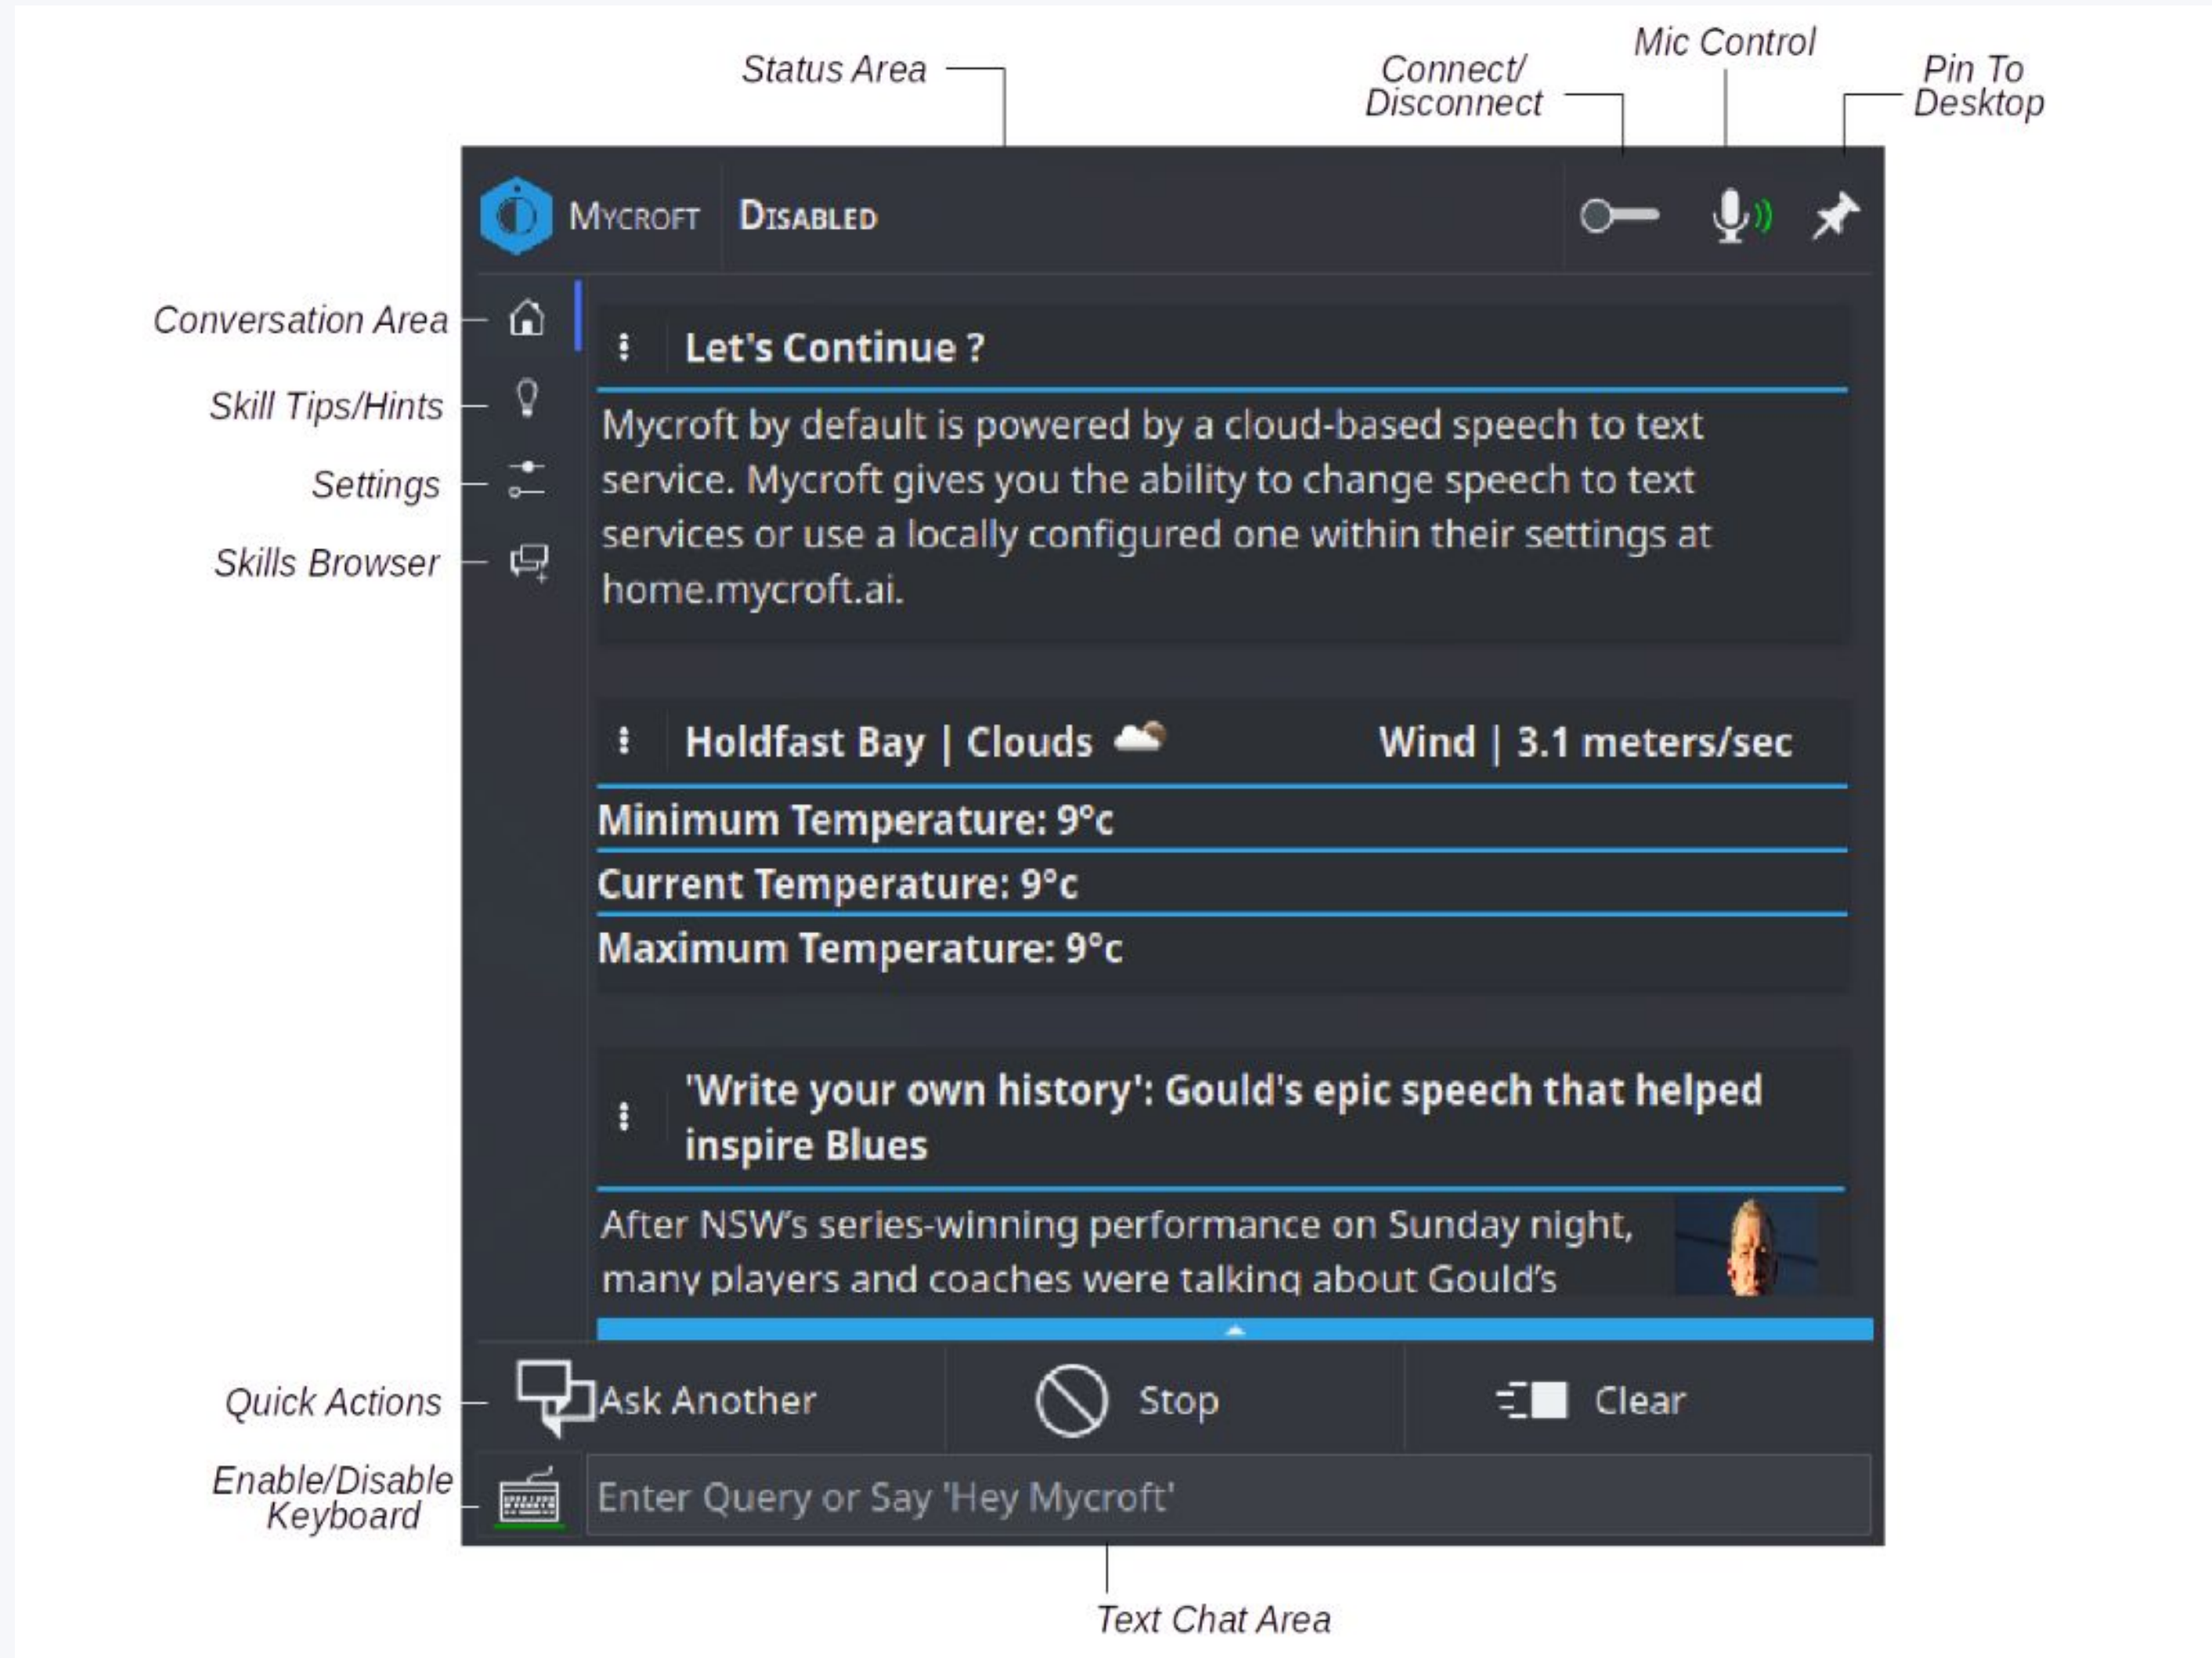 Status Area
Connect/
Disconnect
Mic Control
Pin To
Desktop
MYCROFT
DISABLED
Conversation Area
Skill Tips/Hints
Settings
Skills Browser
Let's Continue ?
Mycroft by default is powered by a cloud-based speech to text
service. Mycroft gives you the ability to change speech to text
services or use a locally configured one within their settings at
home.mycroft.ai.
Holdfast Bay | Clouds
Wind | 3.1 meters/sec
Minimum Temperature: 9°c
Current Temperature: 9°c
Maximum Temperature: 9°c
'Write your own history': Gould's epic speech that helped
inspire Blues
After NSW’s series-winning performance on Sunday night,
many players and coaches were talking about Gould’s
Quick Actions
Ask Another
Stop
Clear
Enable/Disable
Keyboard
Enter Query or Say 'Hey Mycroft'
Text Chat Area